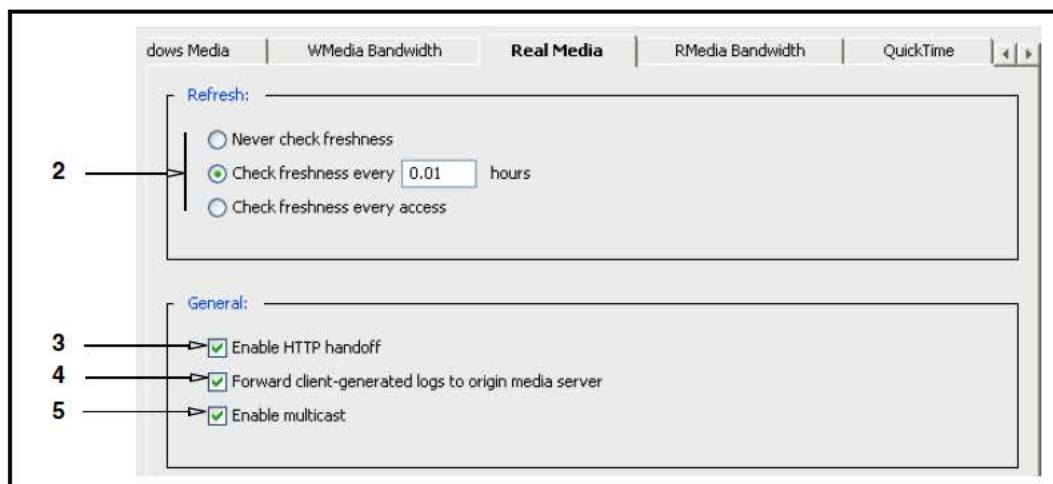 dows Media WMedia Bandwidth Real Media RMedia Bandwidth QuickTime
Refresh:
Never check freshness
2 Check freshness every 0.01 hours
Check freshness every access
General:
3 Enable HTTP handoff
4 Forward client-generated logs to origin media server
5 Enable multicast